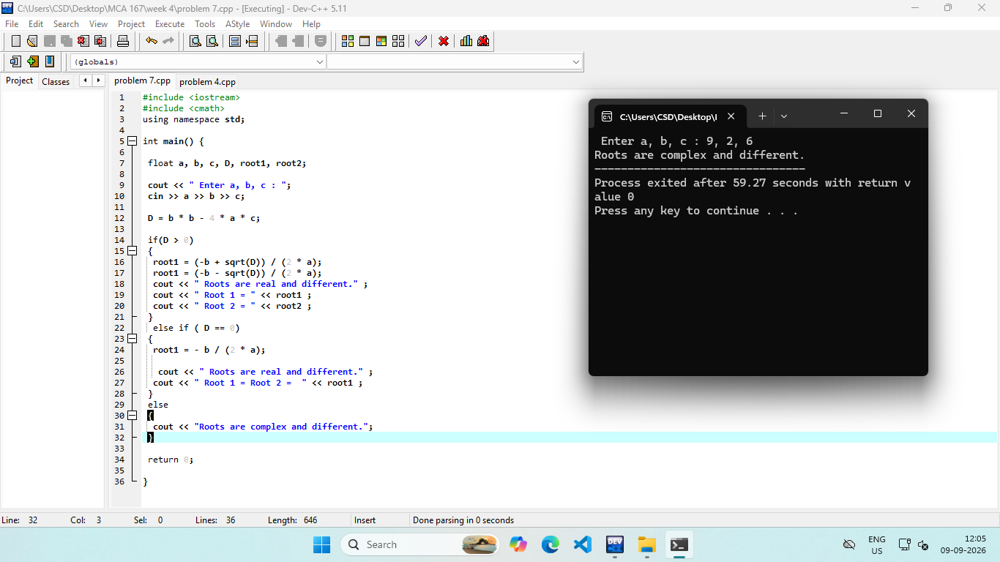 C:\Users\CSD\Desktop\MCA 167\week 4\problem 7.cpp - [Executing] - Dev-C++ 5.11
File Edit Search View Project Execute Tools AStyle Window Help
(globals)
Project Classes
problem 7.cpp problem 4.cpp
1 #include <iostream>
2 #include <cmath>
3 using namespace std;
4
5 int main() {
6
7 float a, b, c, D, root1, root2;
8
9 cout << " Enter a, b, c : ";
10 cin >> a >> b >> c;
11
12 D = b * b - 4 * a * c;
13
14 if(D > 0)
15 {
16 root1 = (-b + sqrt(D)) / (2 * a);
17 root1 = (-b - sqrt(D)) / (2 * a);
18 cout << " Roots are real and different." ;
19 cout << " Root 1 = " << root1 ;
20 cout << " Root 2 = " << root2 ;
21 }
22 else if ( D == 0)
23 {
24 root1 = - b / (2 * a);
25
26 cout << " Roots are real and different." ;
27 cout << " Root 1 = Root 2 =  " << root1 ;
28 }
29 else
30 {
31 cout << "Roots are complex and different.";
32 }
33
34 return 0;
35
36 }
C:\Users\CSD\Desktop\I
Enter a, b, c : 9, 2, 6
Roots are complex and different.
--------------------------------
Process exited after 59.27 seconds with return v
alue 0
Press any key to continue . . .
Line: 32 Col: 3 Sel: 0 Lines: 36 Length: 646 Insert Done parsing in 0 seconds
DEV
Search
ENG
US
12:05
09-09-2026